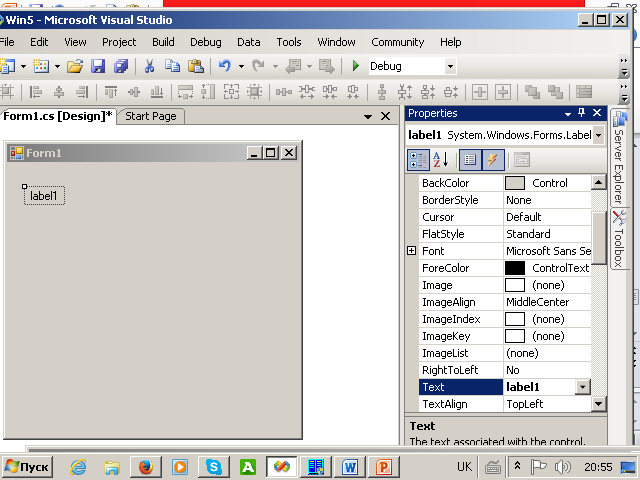 Win5 - Microsoft Visual Studio
File Edit View Project Build Debug Data Tools Window Community Help
Debug
Form1.cs [Design]* Start Page
Form1
label1
Properties
label1 System.Windows.Forms.Label
BackColor Control
BorderStyle None
Cursor Default
FlatStyle Standard
Font Microsoft Sans Se
ForeColor ControlText
Image (none)
ImageAlign MiddleCenter
ImageIndex (none)
ImageKey (none)
ImageList (none)
RightToLeft No
Text label1
TextAlign TopLeft
Text
The text associated with the control.
Server Explorer
Toolbox
Пуск
UK
20:55